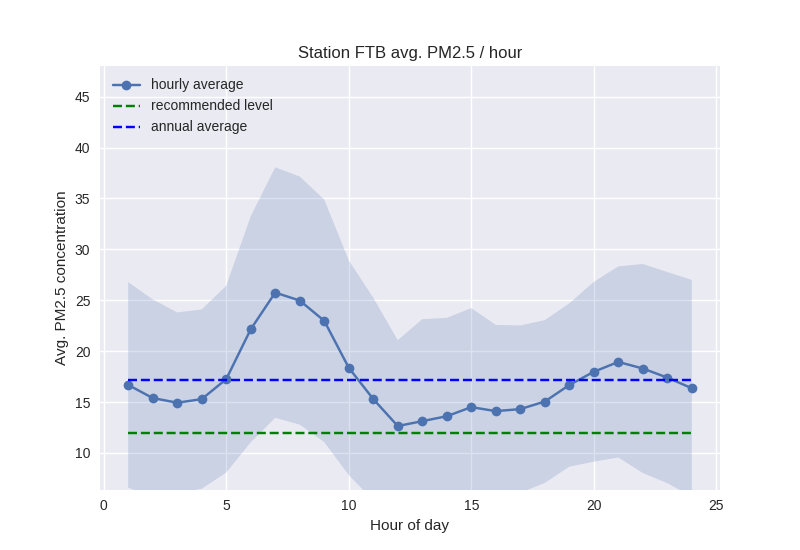 Station FTB avg. PM2.5 / hour
hourly average
recommended level
annual average
45
40
35
30
25
20
15
10
Avg. PM2.5 concentration
0 5 10 15 20 25
Hour of day